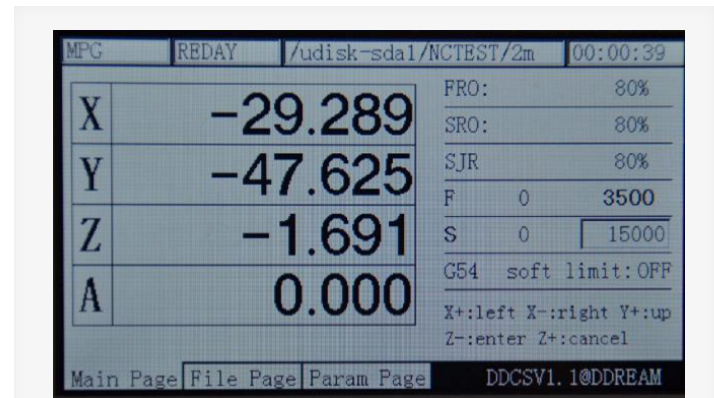 MPG REDAY /udisk-sda1/NCTEST/2m 00:00:39
X -29.289
Y -47.625
Z -1.691
A 0.000
FRO: 80%
SRO: 80%
SJR 80%
F 0 3500
S 0 15000
G54 soft limit:OFF
X+:left X-:right Y+:up
Z-:enter Z+:cancel
Main Page File Page Param Page DDCSV1.1@DDREAM